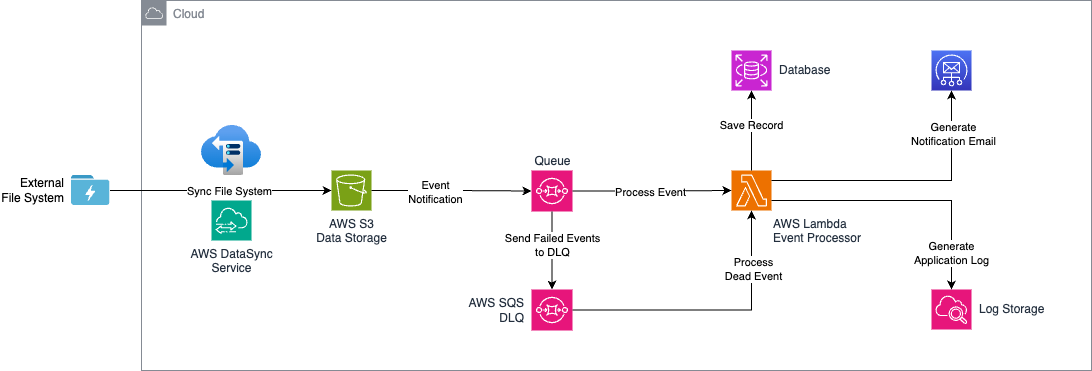 Cloud
Database
Save Record
Generate
Notification Email
External
File System
Sync File System
AWS DataSync
Service
AWS S3
Data Storage
Event
Notification
Queue
Process Event
AWS Lambda
Event Processor
Send Failed Events
to DLQ
Process
Dead Event
Generate
Application Log
AWS SQS
DLQ
Log Storage